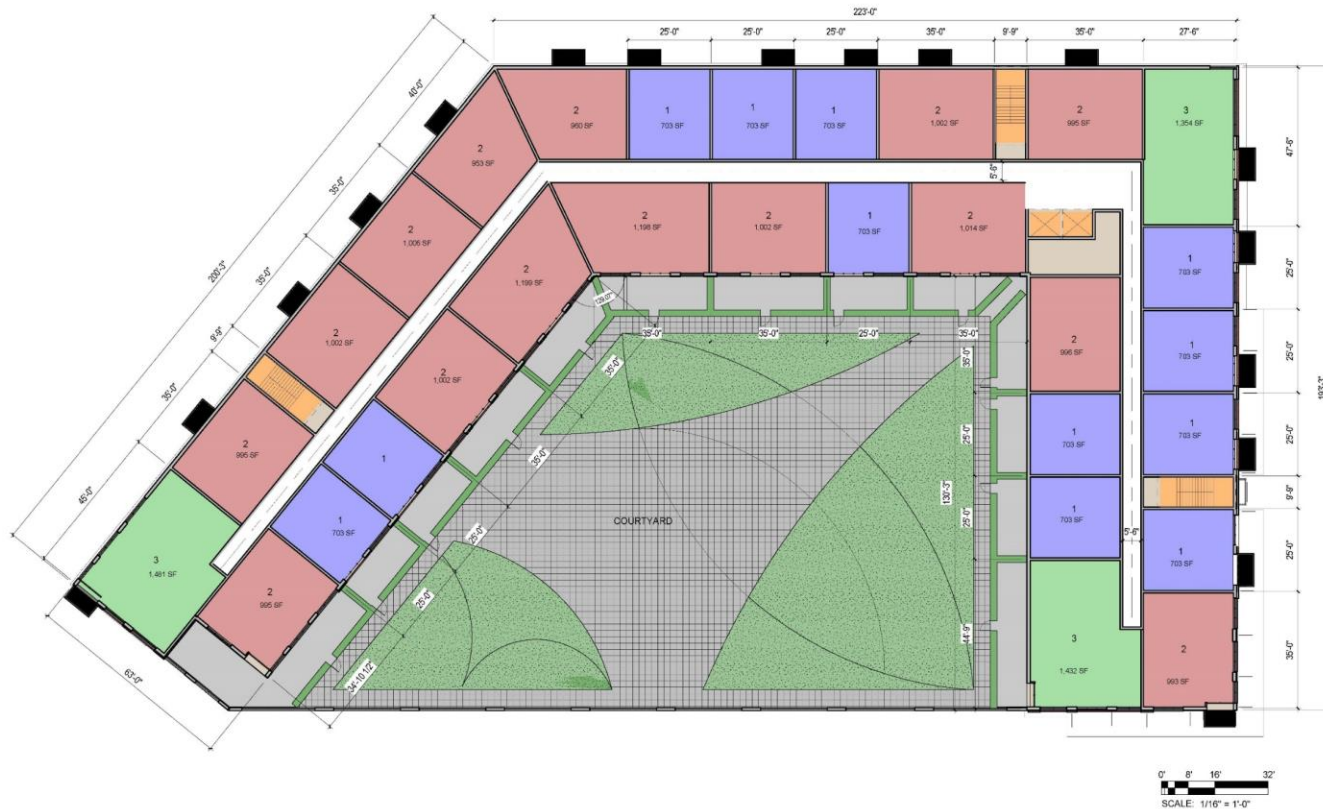 223'-0"
25'-0"
25'-0"
25'-0"
35'-0"
9'-9"
35'-0"
27'-6"
40'-0"
35'-0"
200'-3"
35'-0"
9'-9"
35'-0"
45'-0"
63'-0"
2
960 SF
1
703 SF
1
703 SF
1
703 SF
2
1,002 SF
2
995 SF
3
1,354 SF
47'-6"
2
953 SF
5'-6"
2
1,198 SF
2
1,002 SF
1
703 SF
2
1,014 SF
2
1,006 SF
2
1,199 SF
1
703 SF
25'-0"
35'-0"
35'-0"
25'-0"
35'-0"
2
1,002 SF
2
1,002 SF
2
996 SF
35'-0"
35'-0"
1
703 SF
25'-0"
193'-3"
2
995 SF
1
1
703 SF
1
703 SF
25'-0"
25'-0"
35'-0"
130'-3"
1
703 SF
25'-0"
9'-9"
COURTYARD
1
703 SF
5'-6"
1
703 SF
25'-0"
3
1,461 SF
2
995 SF
25'-0"
25'-0"
34'-10 1/2"
44'-9"
3
1,432 SF
2
993 SF
35'-0"
0' 8' 16' 32'
SCALE: 1/16" = 1'-0"